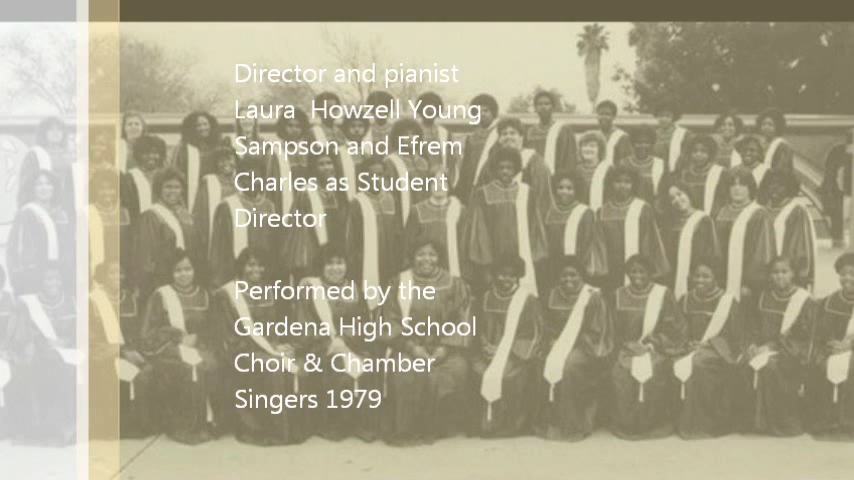 Director and pianist
Laura  Howzell Young
Sampson and Efrem
Charles as Student
Director
Performed by the
Gardena High School
Choir & Chamber
Singers 1979